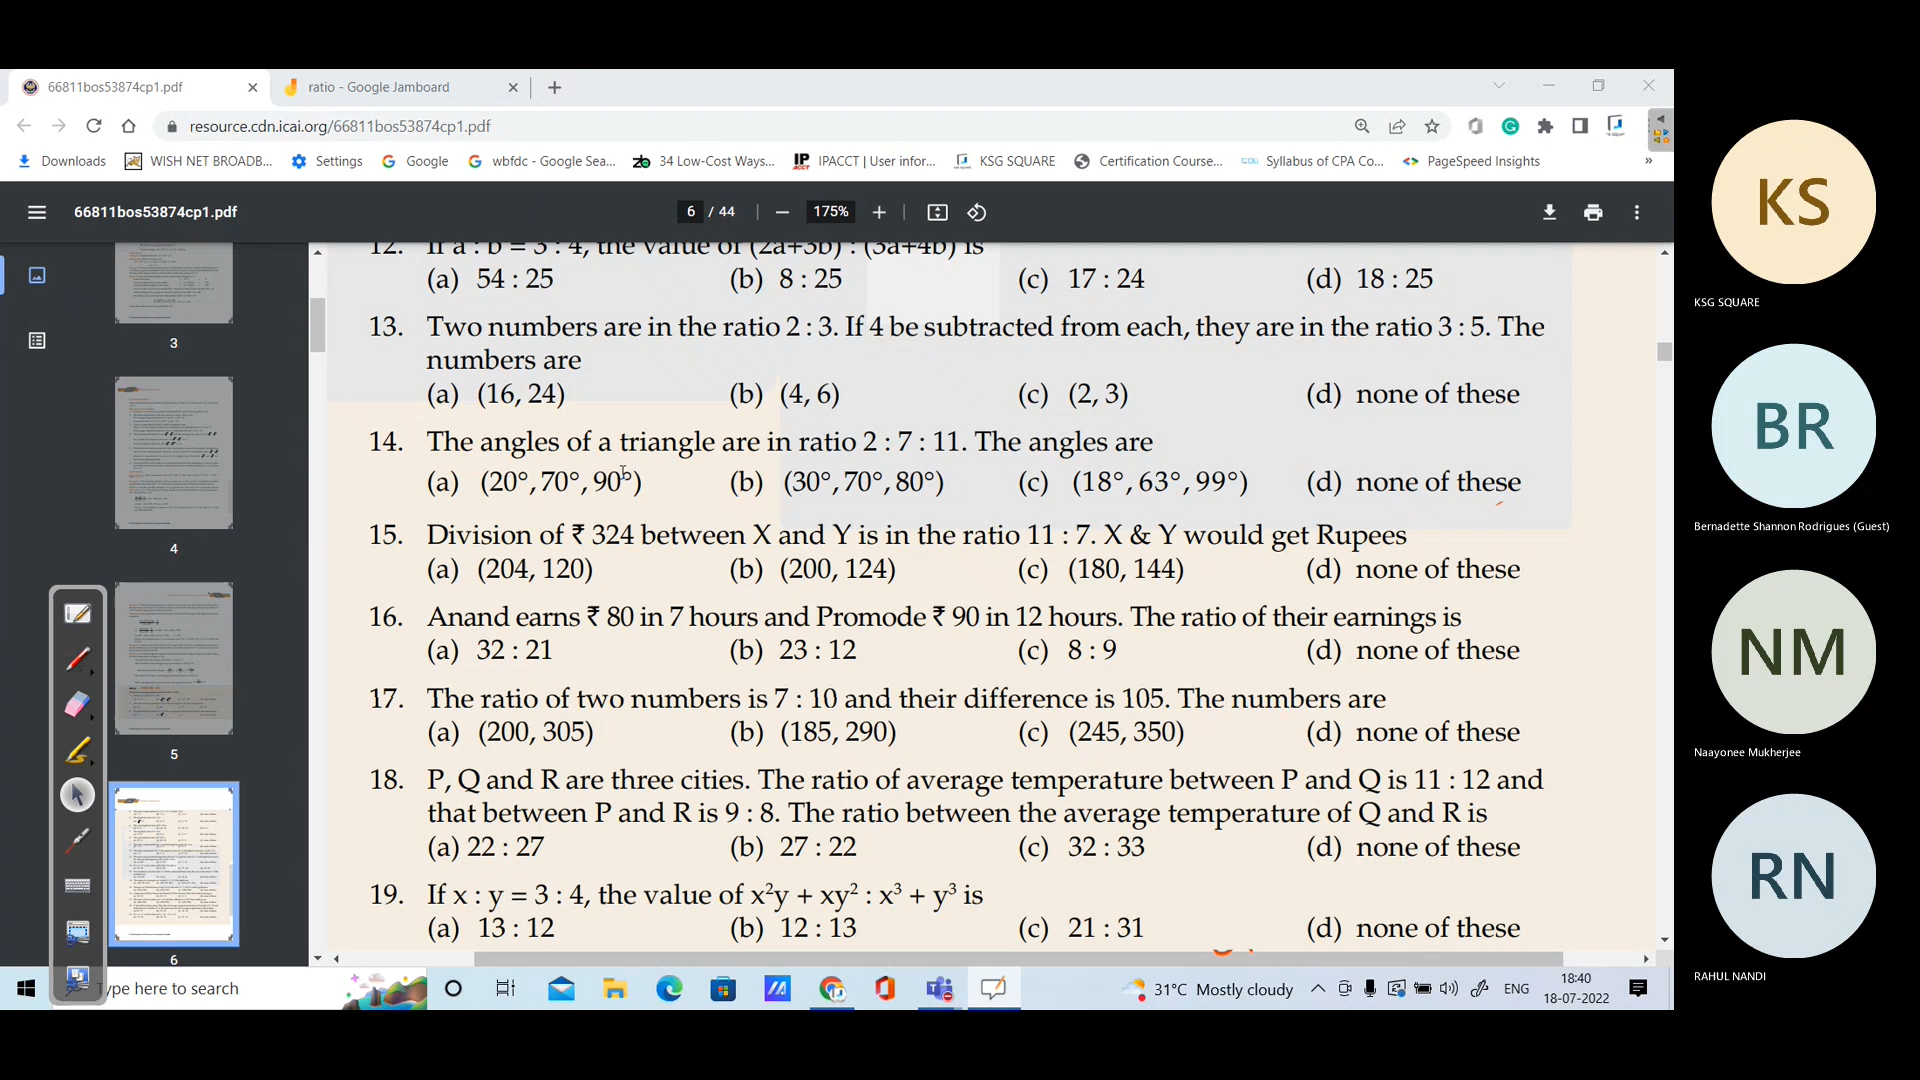 66811bos53874cp1.pdf
ratio - Google Jamboard
resource.cdn.icai.org/66811bos53874cp1.pdf
Downloads WISH NET BROADB... Settings Google wbfdc - Google Sea... 34 Low-Cost Ways... IPACCT | User infor... KSG SQUARE Certification Course... Syllabus of CPA Co... PageSpeed Insights »
66811bos53874cp1.pdf 6 / 44 175%
3
4
5
6
12. If a : b = 3 : 4, the value of (2a+3b) : (3a+4b) is
(a) 54 : 25 (b) 8 : 25 (c) 17 : 24 (d) 18 : 25
13. Two numbers are in the ratio 2 : 3. If 4 be subtracted from each, they are in the ratio 3 : 5. The
numbers are
(a) (16, 24) (b) (4, 6) (c) (2, 3) (d) none of these
14. The angles of a triangle are in ratio 2 : 7 : 11. The angles are
(a) (20°, 70°, 90°) (b) (30°, 70°, 80°) (c) (18°, 63°, 99°) (d) none of these
15. Division of ₹ 324 between X and Y is in the ratio 11 : 7. X & Y would get Rupees
(a) (204, 120) (b) (200, 124) (c) (180, 144) (d) none of these
16. Anand earns ₹ 80 in 7 hours and Promode ₹ 90 in 12 hours. The ratio of their earnings is
(a) 32 : 21 (b) 23 : 12 (c) 8 : 9 (d) none of these
17. The ratio of two numbers is 7 : 10 and their difference is 105. The numbers are
(a) (200, 305) (b) (185, 290) (c) (245, 350) (d) none of these
18. P, Q and R are three cities. The ratio of average temperature between P and Q is 11 : 12 and
that between P and R is 9 : 8. The ratio between the average temperature of Q and R is
(a) 22 : 27 (b) 27 : 22 (c) 32 : 33 (d) none of these
19. If x : y = 3 : 4, the value of x²y + xy² : x³ + y³ is
(a) 13 : 12 (b) 12 : 13 (c) 21 : 31 (d) none of these
ype here to search
31°C Mostly cloudy
ENG
18:40
18-07-2022
KS
KSG SQUARE
BR
Bernadette Shannon Rodrigues (Guest)
NM
Naayonee Mukherjee
RN
RAHUL NANDI